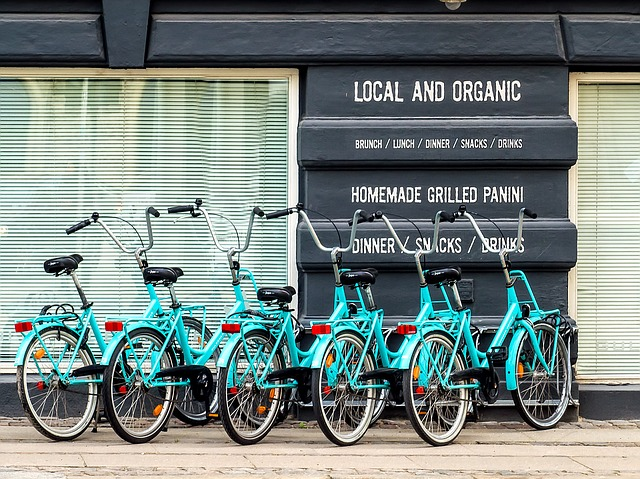 LOCAL AND ORGANIC
BRUNCH / LUNCH / DINNER / SNACKS / DRINKS
HOMEMADE GRILLED PANINI
DINNER / SNACKS / DRINKS